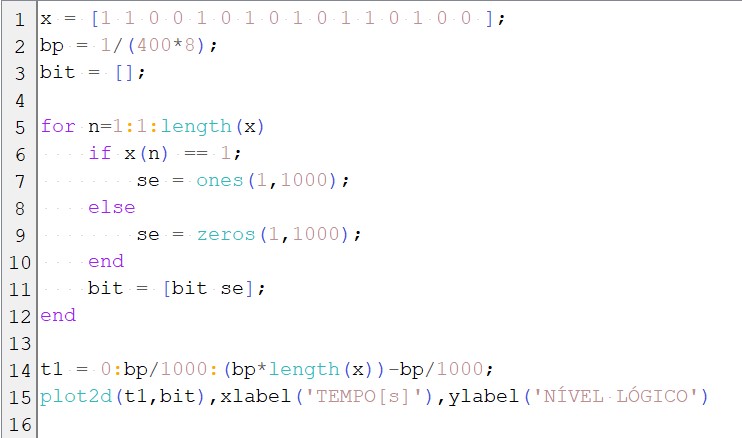 1 x = [1 1 0 0 1 0 1 0 1 0 1 1 0 1 0 0 ];
2 bp = 1/(400*8);
3 bit = [];
4
5 for n=1:1:length(x)
6 if x(n) == 1;
7 se = ones(1,1000);
8 else
9 se = zeros(1,1000);
10 end
11 bit = [bit se];
12 end
13
14 t1 = 0:bp/1000:(bp*length(x))-bp/1000;
15 plot2d(t1,bit),xlabel('TEMPO[s]'),ylabel('NÍVEL LÓGICO')
16